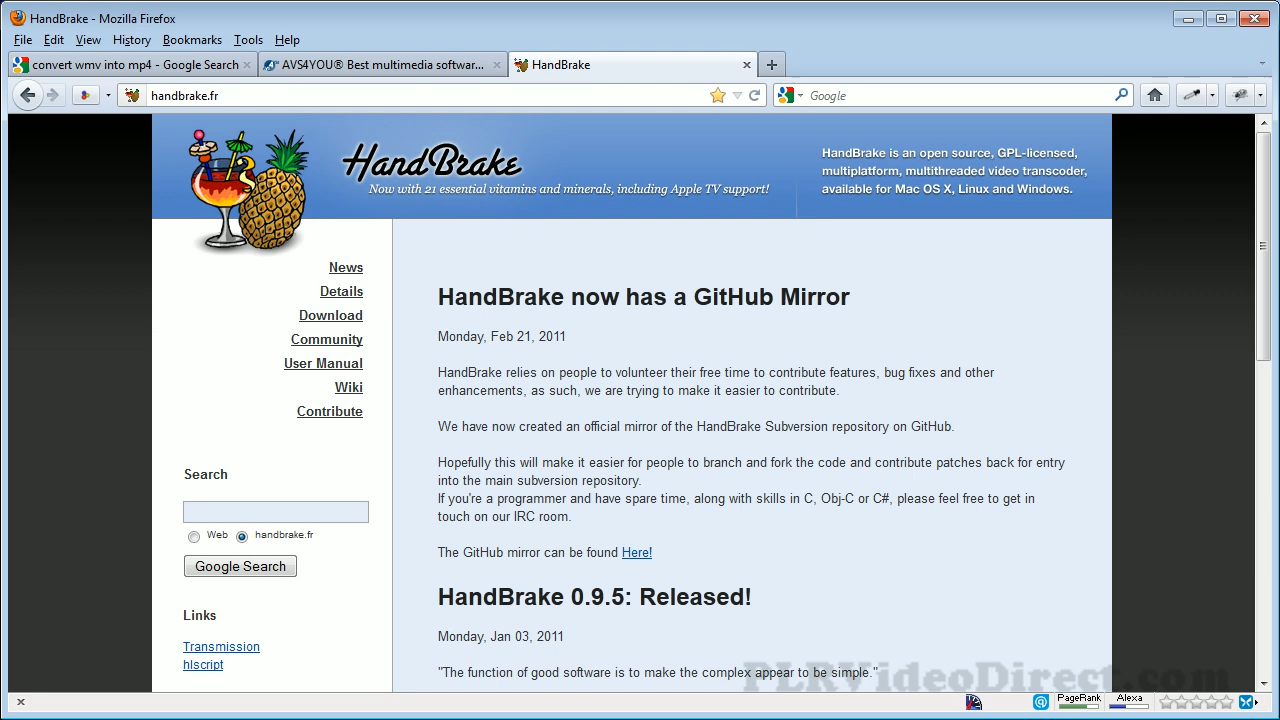 HandBrake - Mozilla Firefox
File Edit View History Bookmarks Tools Help
convert wmv into mp4 - Google Search
AVS4YOU® Best multimedia softwar...
HandBrake
handbrake.fr
Google
HandBrake
Now with 21 essential vitamins and minerals, including Apple TV support!
HandBrake is an open source, GPL-licensed,
multiplatform, multithreaded video transcoder,
available for Mac OS X, Linux and Windows.
News
Details
Download
Community
User Manual
Wiki
Contribute
Search
Web
handbrake.fr
Google Search
Links
Transmission
hlscript
HandBrake now has a GitHub Mirror
Monday, Feb 21, 2011
HandBrake relies on people to volunteer their free time to contribute features, bug fixes and other
enhancements, as such, we are trying to make it easier to contribute.
We have now created an official mirror of the HandBrake Subversion repository on GitHub.
Hopefully this will make it easier for people to branch and fork the code and contribute patches back for entry
into the main subversion repository.
If you're a programmer and have spare time, along with skills in C, Obj-C or C#, please feel free to get in
touch on our IRC room.
The GitHub mirror can be found Here!
HandBrake 0.9.5: Released!
Monday, Jan 03, 2011
"The function of good software is to make the complex appear to be simple."
PLRVideoDirect.com
PageRank
Alexa